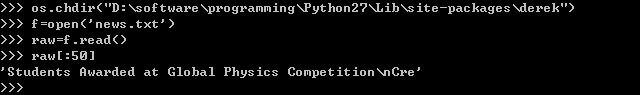 >>> os.chdir("D:\software\programming\Python27\Lib\site-packages\derek")
>>> f=open('news.txt')
>>> raw=f.read()
>>> raw[:50]
'Students Awarded at Global Physics Competition\nCre'
>>>